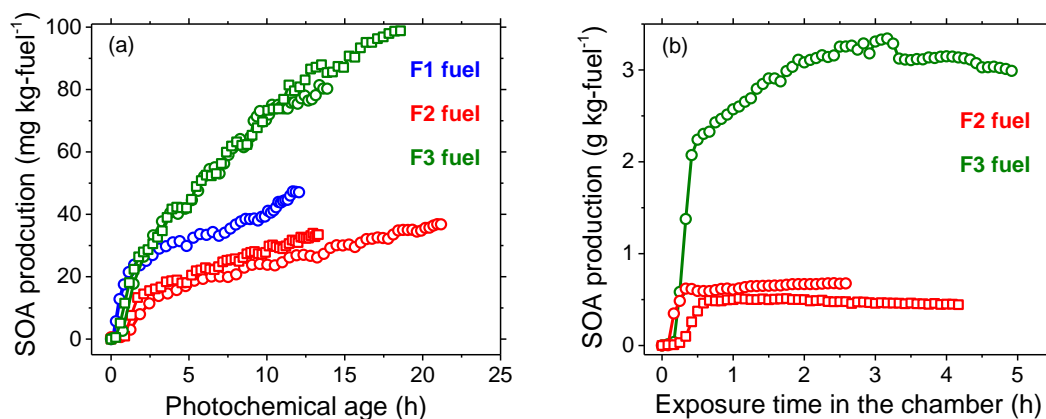 (a)
F1 fuel
F2 fuel
F3 fuel
100
80
60
40
20
0
SOA prodcution (mg kg-fuel⁻¹)
0 5 10 15 20 25
Photochemical age (h)
(b)
F2 fuel
F3 fuel
3
2
1
0
SOA production (g kg-fuel⁻¹)
0 1 2 3 4 5
Exposure time in the chamber (h)